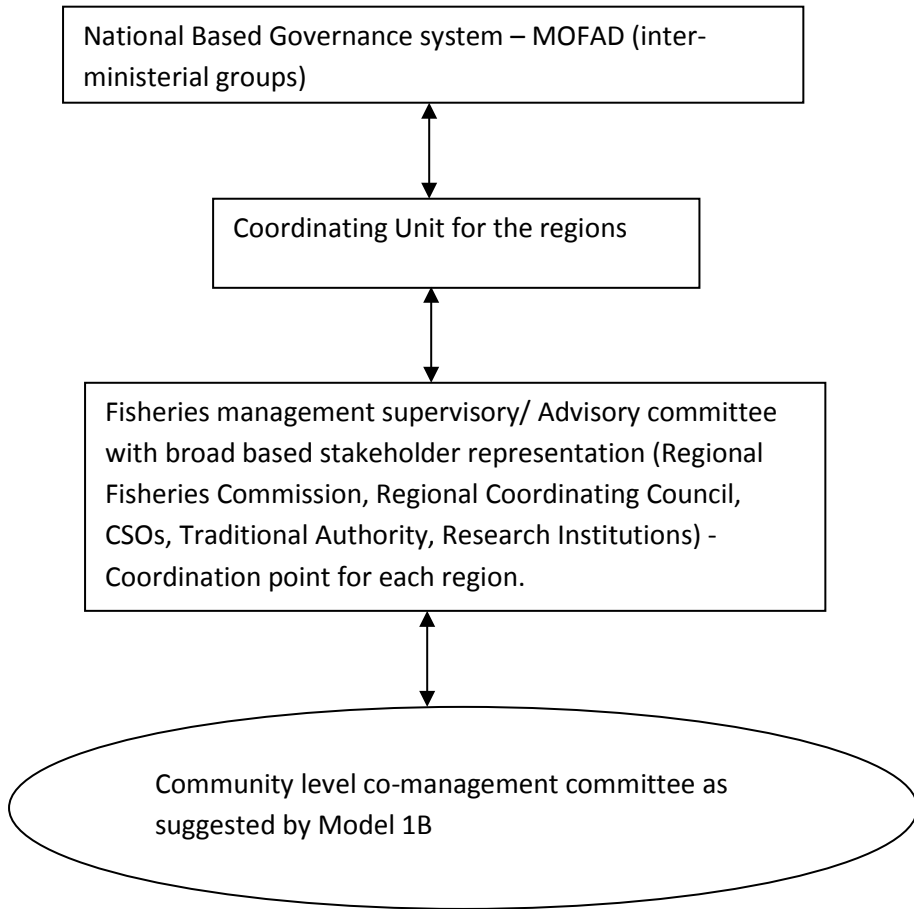 National Based Governance system – MOFAD (inter-
ministerial groups)
Coordinating Unit for the regions
Fisheries management supervisory/ Advisory committee
with broad based stakeholder representation (Regional
Fisheries Commission, Regional Coordinating Council,
CSOs, Traditional Authority, Research Institutions) -
Coordination point for each region.
Community level co-management committee as
suggested by Model 1B